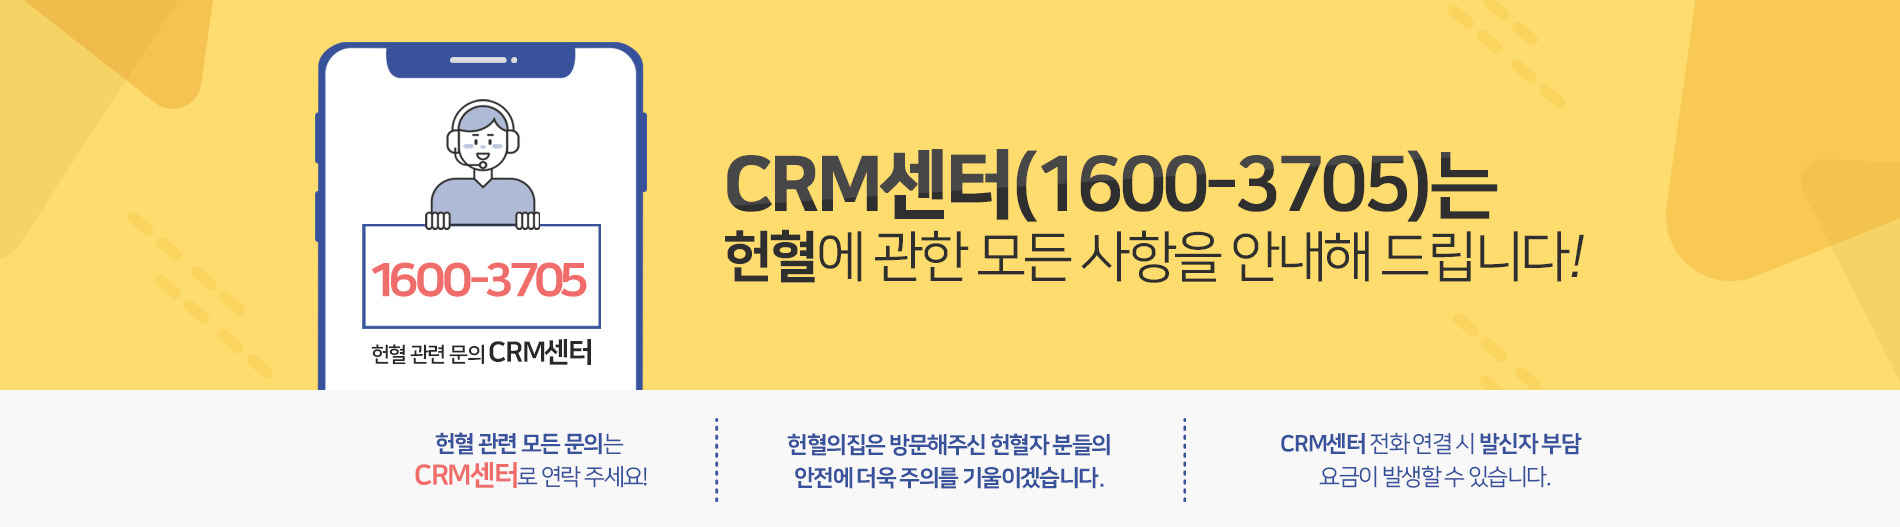 1600-3705
헌혈 관련 문의 CRM센터
CRM센터(1600-3705)는
헌혈에 관한 모든 사항을 안내해 드립니다!
헌혈 관련 모든 문의는
CRM센터로 연락 주세요!
헌혈의집은 방문해주신 헌혈자 분들의
안전에 더욱 주의를 기울이겠습니다.
CRM센터 전화 연결 시 발신자 부담
요금이 발생할 수 있습니다.